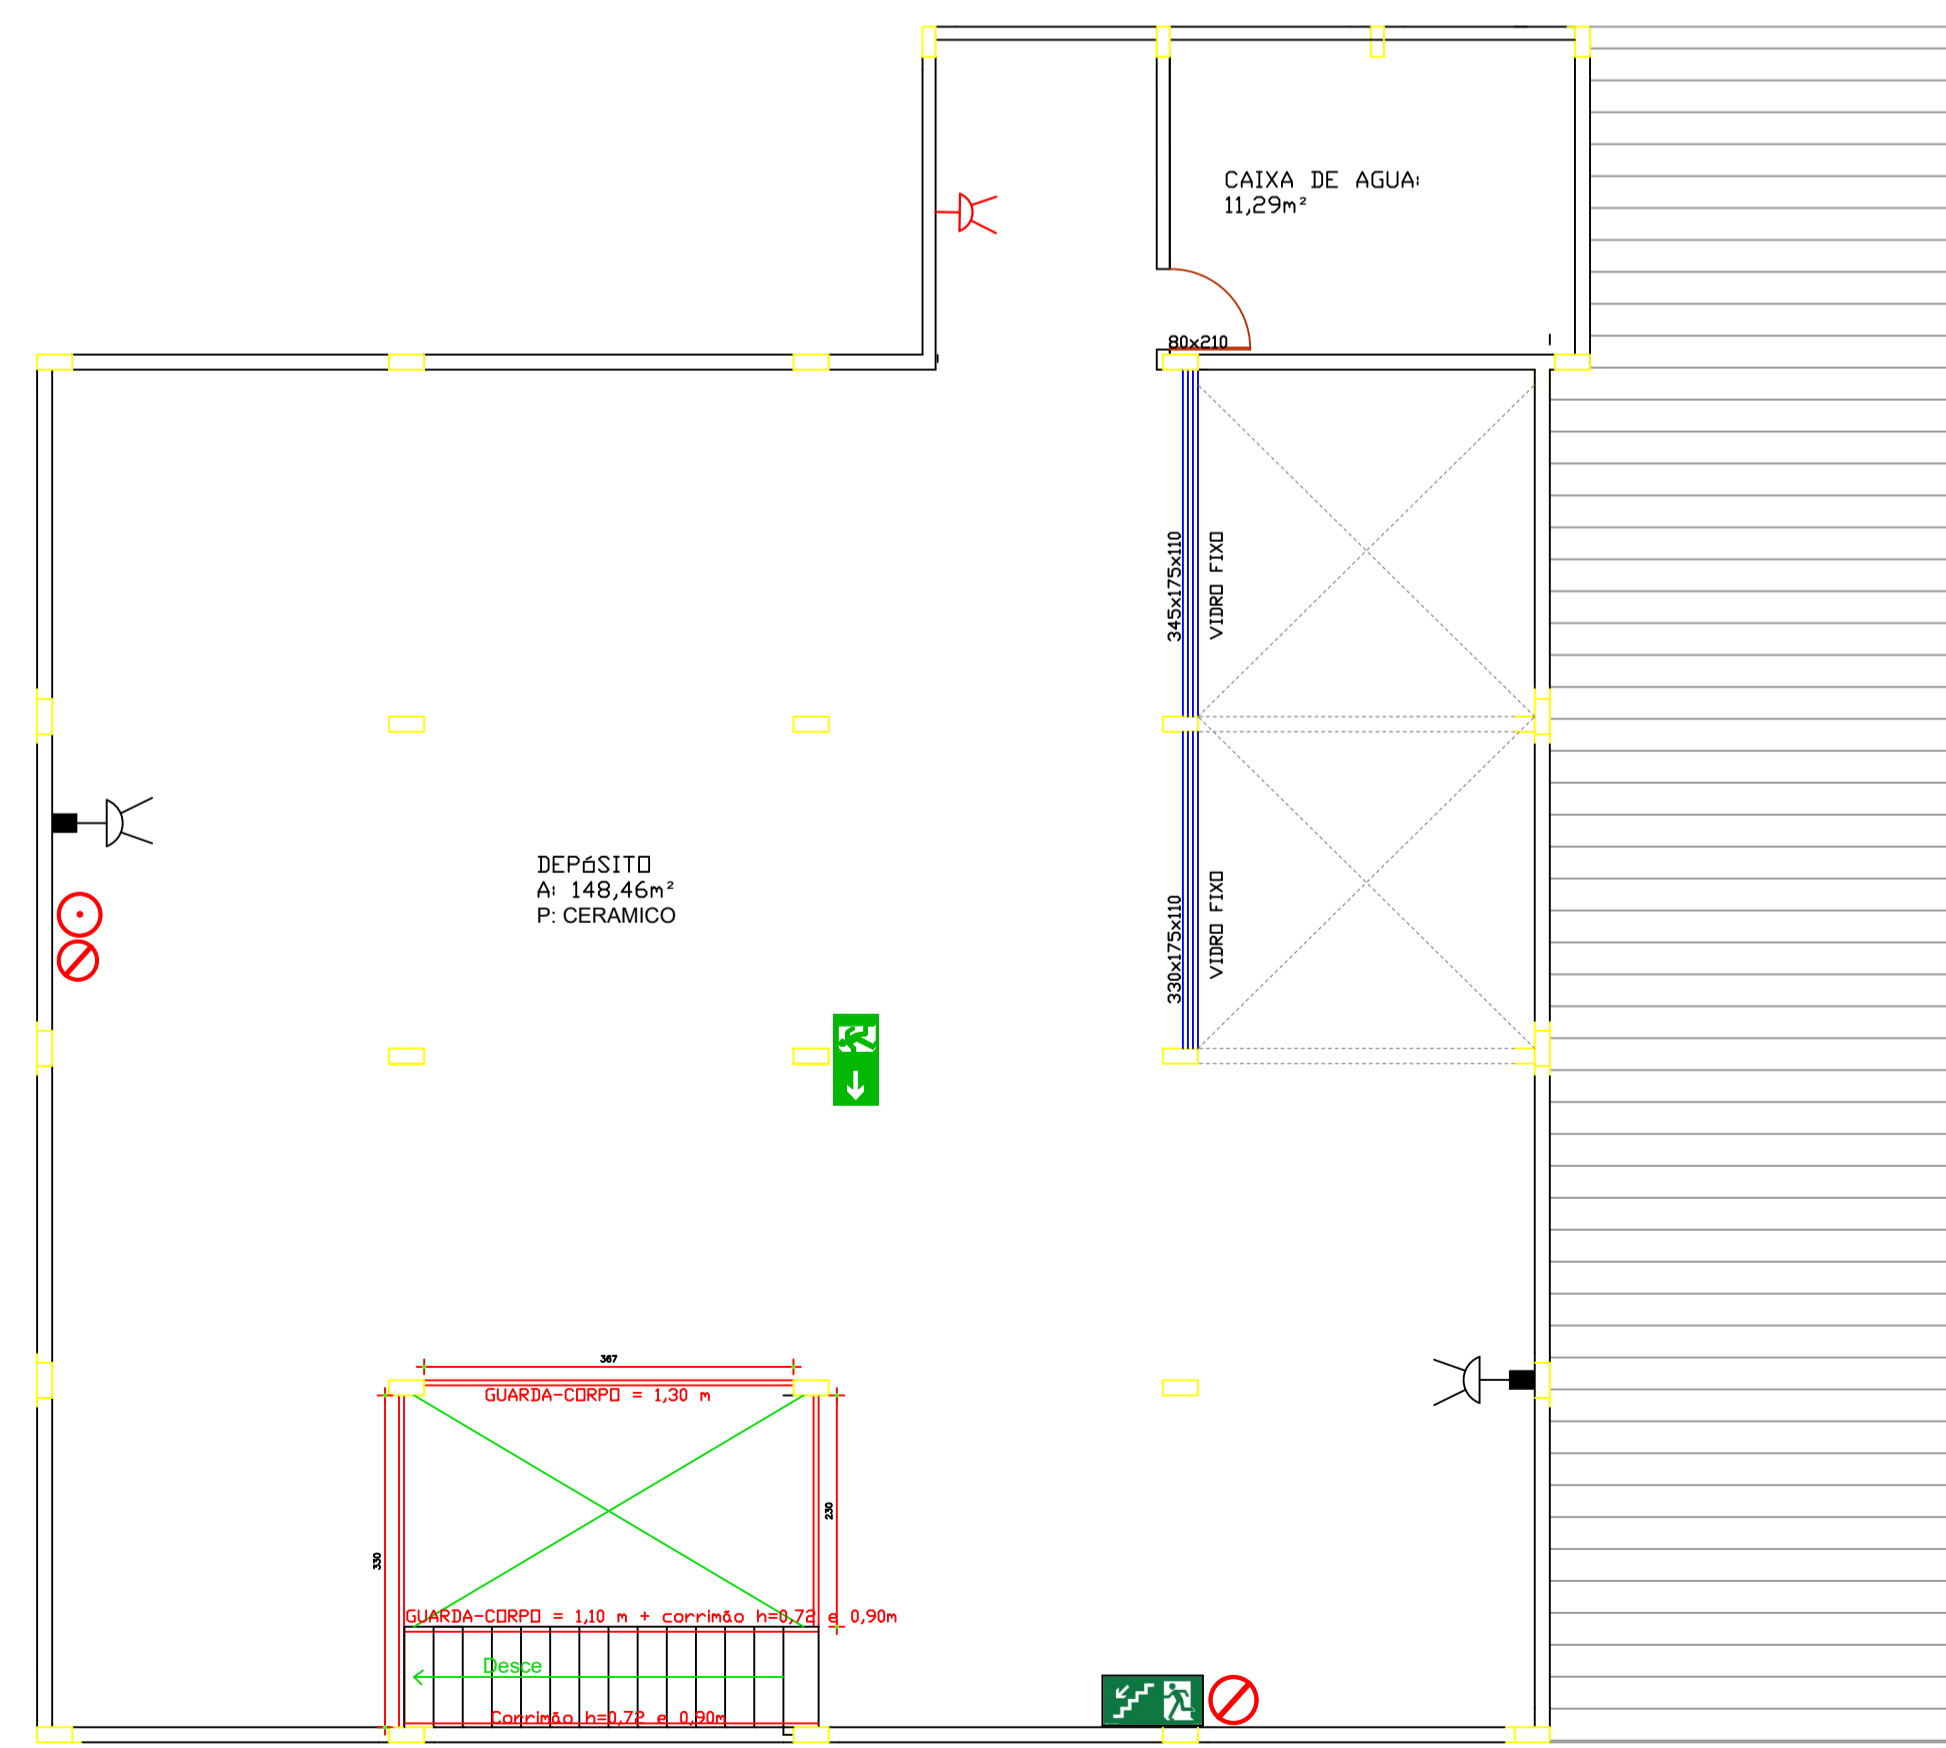 CAIXA DE AGUA:
11,29m²
80x210
345x175x110
VIDRO FIXO
DEPóSITO
A: 148,46m²
P: CERAMICO
330x175x110
VIDRO FIXO
367
GUARDA-CORPO = 1,30 m
230
330
GUARDA-CORPO = 1,10 m + corrimão h=0,72 e 0,90m
Desce
Corrimão h=0,72 e 0,90m